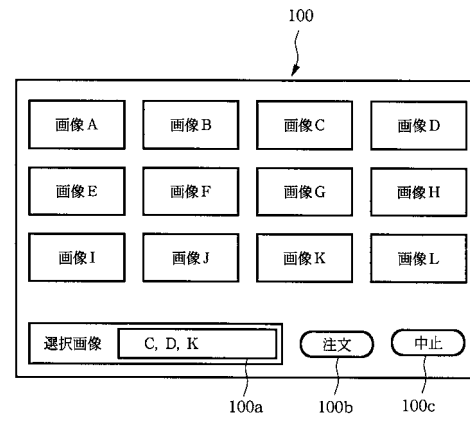 100
画像A 画像B 画像C 画像D
画像E 画像F 画像G 画像H
画像I 画像J 画像K 画像L
選択画像 C, D, K 注文 中止
100a 100b 100c